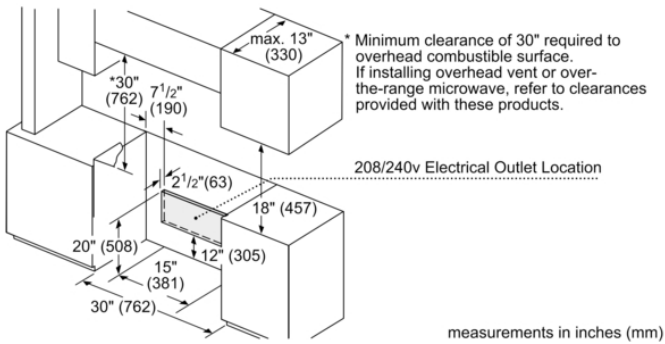 max. 13"
(330)
* Minimum clearance of 30" required to
overhead combustible surface.
If installing overhead vent or over-
the-range microwave, refer to clearances
provided with these products.
*30"
(762)
7 1/2"
(190)
208/240v Electrical Outlet Location
2 1/2"(63)
18" (457)
20" (508)
12" (305)
15"
(381)
30" (762)
measurements in inches (mm)